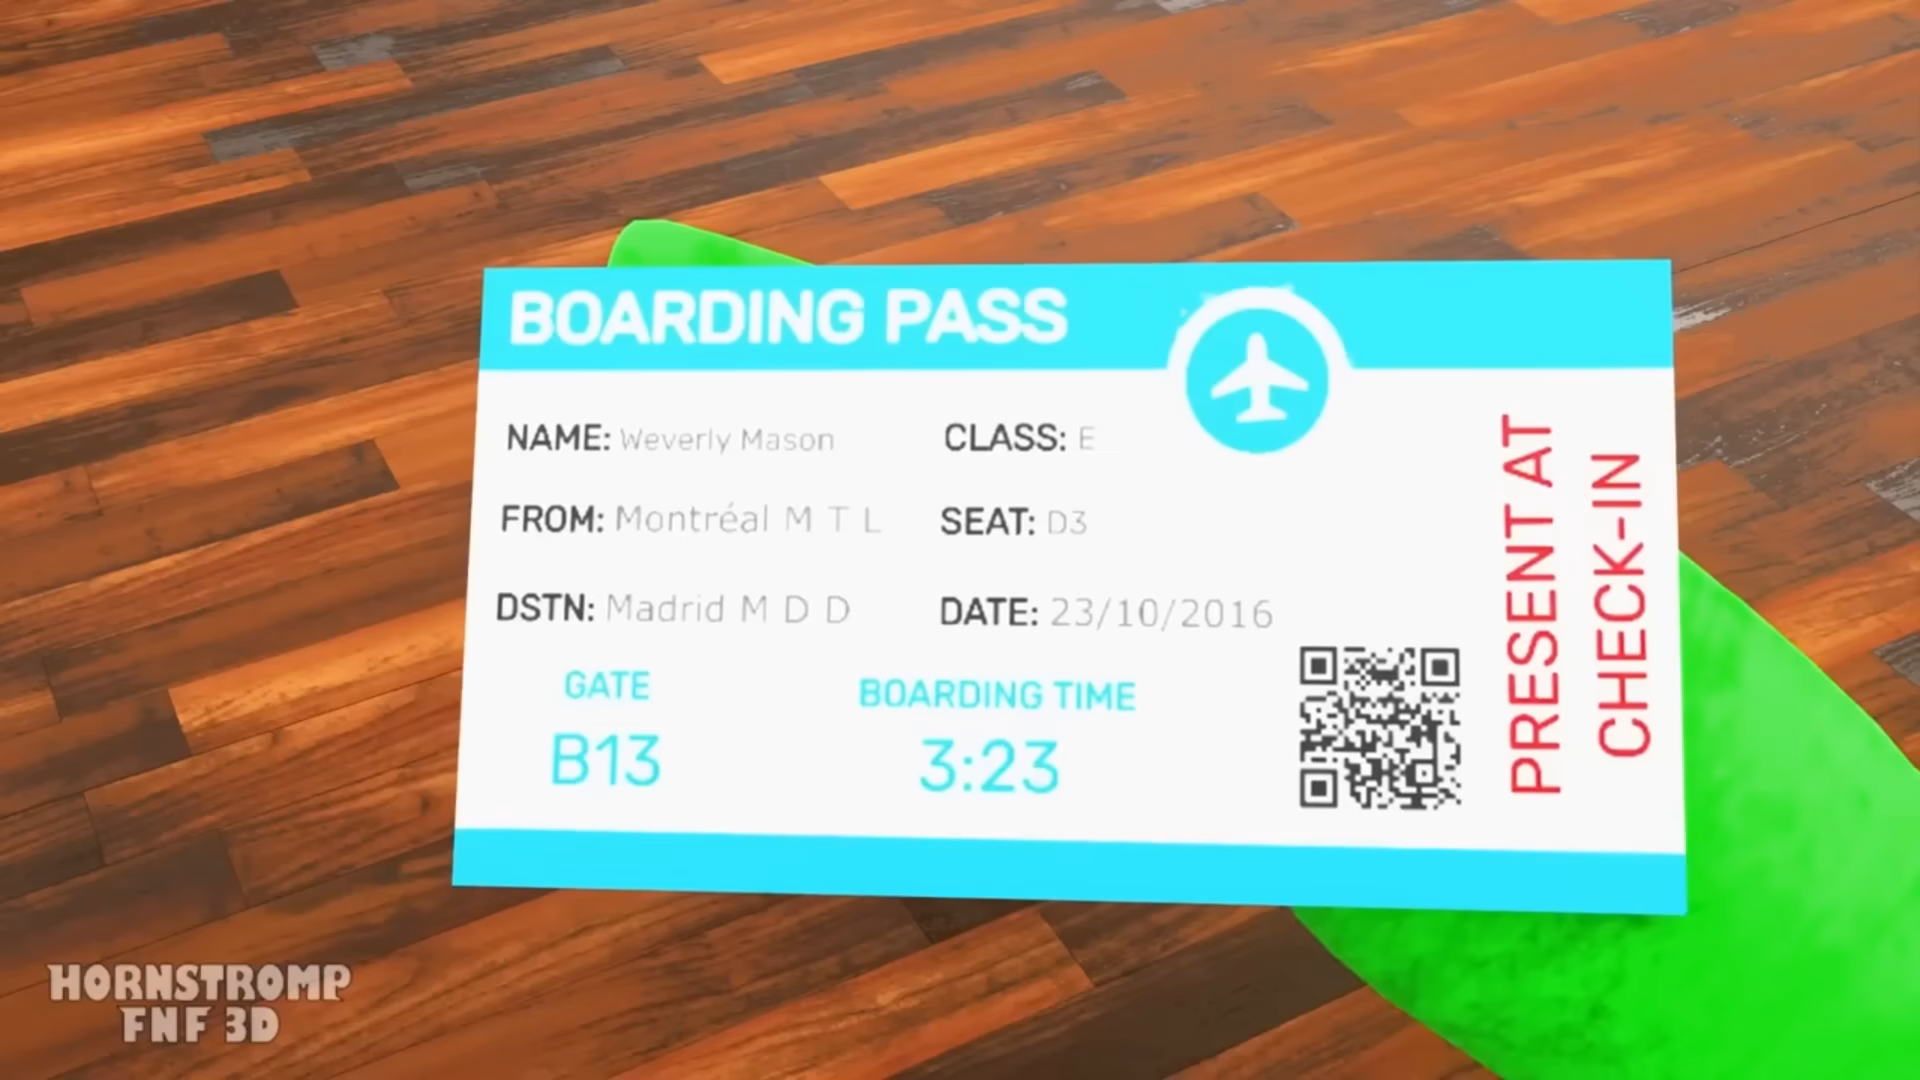 BOARDING PASS
NAME: Weverly Mason
CLASS: E
FROM: Montréal M T L
SEAT: D3
DSTN: Madrid M D D
DATE: 23/10/2016
GATE
BOARDING TIME
B13
3:23
PRESENT AT
CHECK-IN
HORNSTROMP
FNF 3D